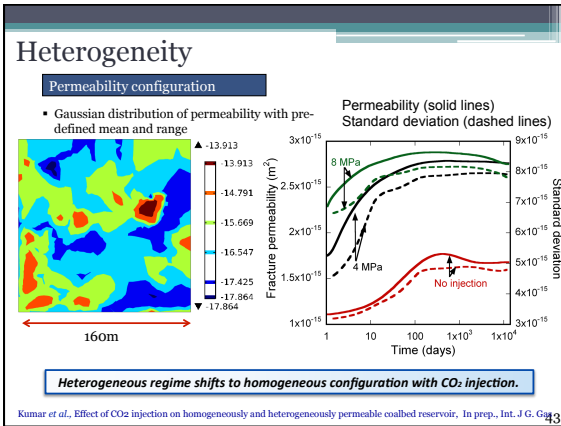 Heterogeneity
Permeability configuration
▪ Gaussian distribution of permeability with pre-
defined mean and range
▲ -13.913
-13.913
-14.791
-15.669
-16.547
-17.425
-17.864
▼ -17.864
160m
Permeability (solid lines)
Standard deviation (dashed lines)
Fracture permeability (m²)
3x10⁻¹⁵
2.5x10⁻¹⁵
2x10⁻¹⁵
1.5x10⁻¹⁵
1x10⁻¹⁵
8 MPa
4 MPa
No injection
9x10⁻¹⁵
8x10⁻¹⁵
7x10⁻¹⁵
6x10⁻¹⁵
5x10⁻¹⁵
4x10⁻¹⁵
3x10⁻¹⁵
Standard deviation
1 10 100 1x10³ 1x10⁴
Time (days)
Heterogeneous regime shifts to homogeneous configuration with CO₂ injection.
Kumar et al., Effect of CO2 injection on homogeneously and heterogeneously permeable coalbed reservoir, In prep., Int. J G. Gas
43